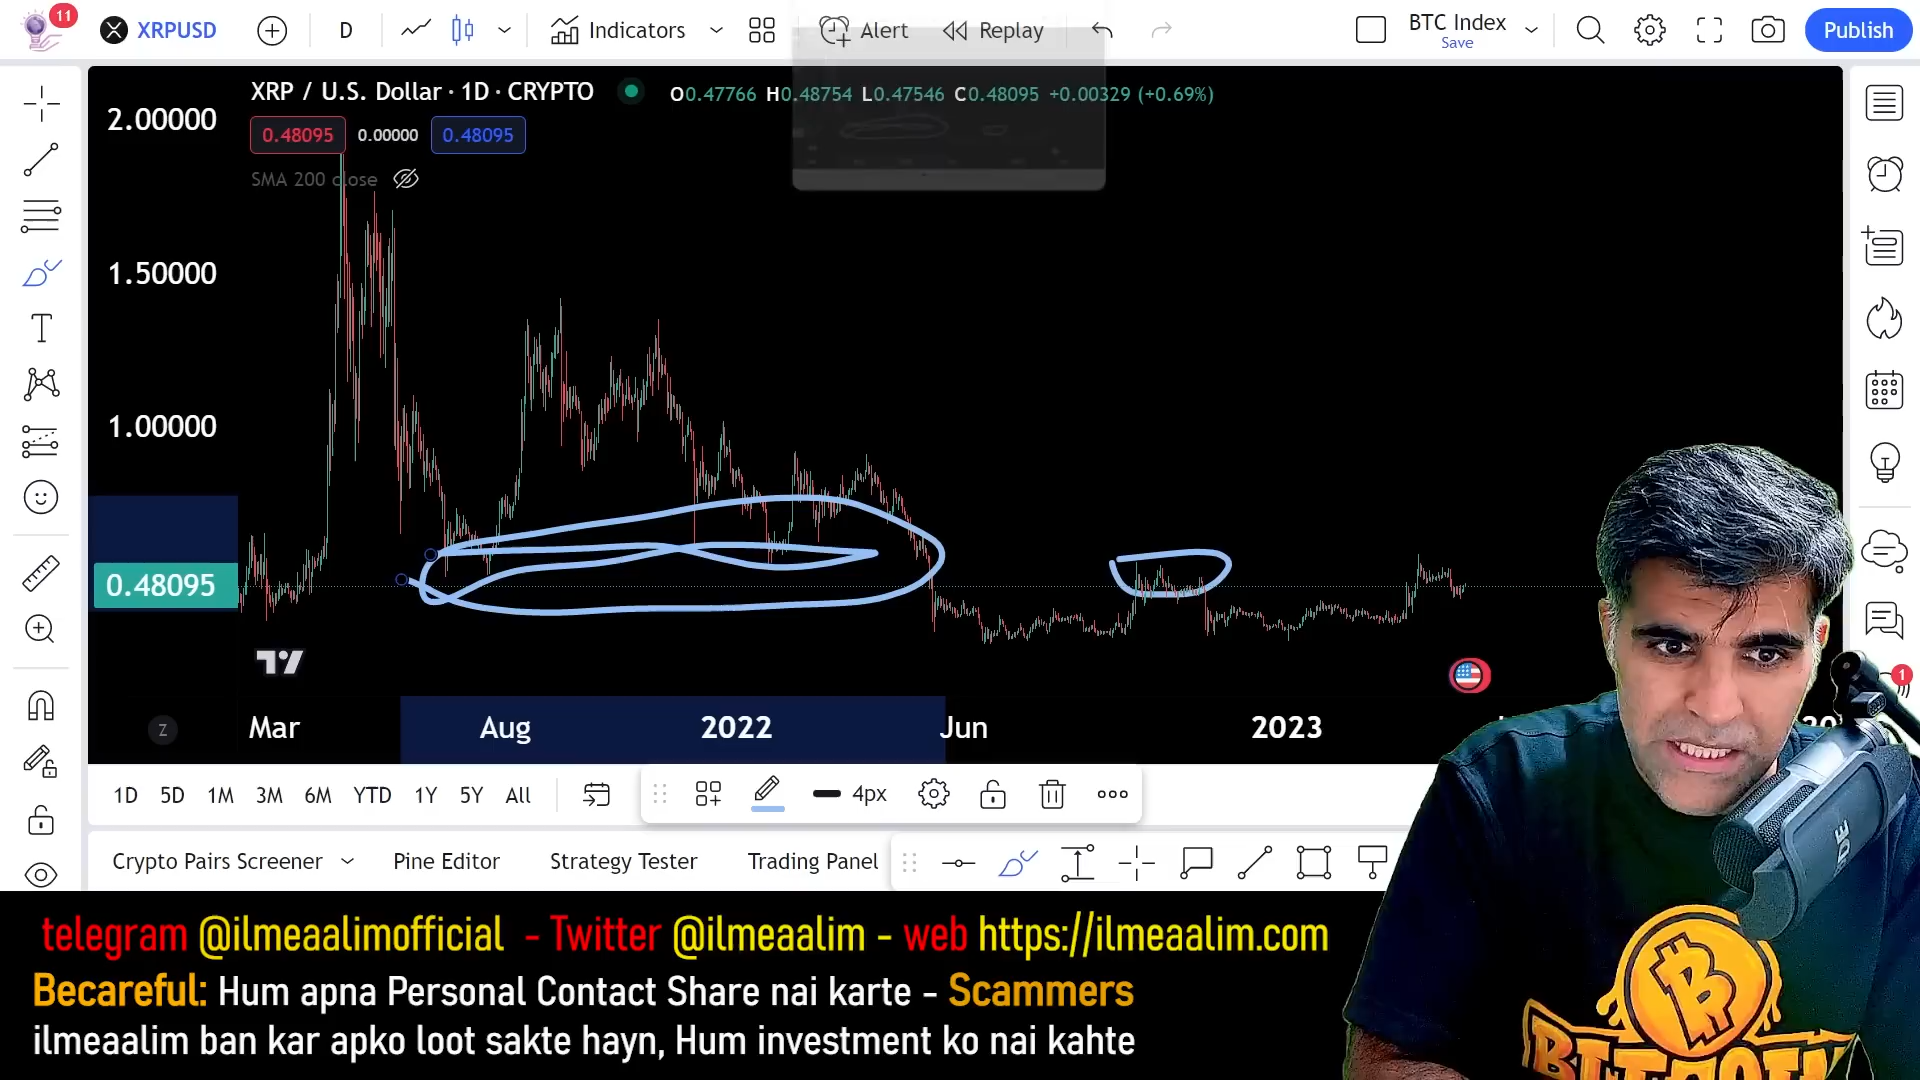 11
XRPUSD D Indicators Alert Replay BTC Index Save Publish
XRP / U.S. Dollar · 1D · CRYPTO O0.47766 H0.48754 L0.47546 C0.48095 +0.00329 (+0.69%)
0.48095 0.00000 0.48095
SMA 200 close
2.00000
1.50000
1.00000
0.48095
1
Z Mar Aug 2022 Jun 2023
1D 5D 1M 3M 6M YTD 1Y 5Y All 4px
Crypto Pairs Screener Pine Editor Strategy Tester Trading Panel
telegram @ilmeaalimofficial - Twitter @ilmeaalim - web https://ilmeaalim.com
Becareful: Hum apna Personal Contact Share nai karte - Scammers
ilmeaalim ban kar apko loot sakte hayn, Hum investment ko nai kahte
BITCOIN